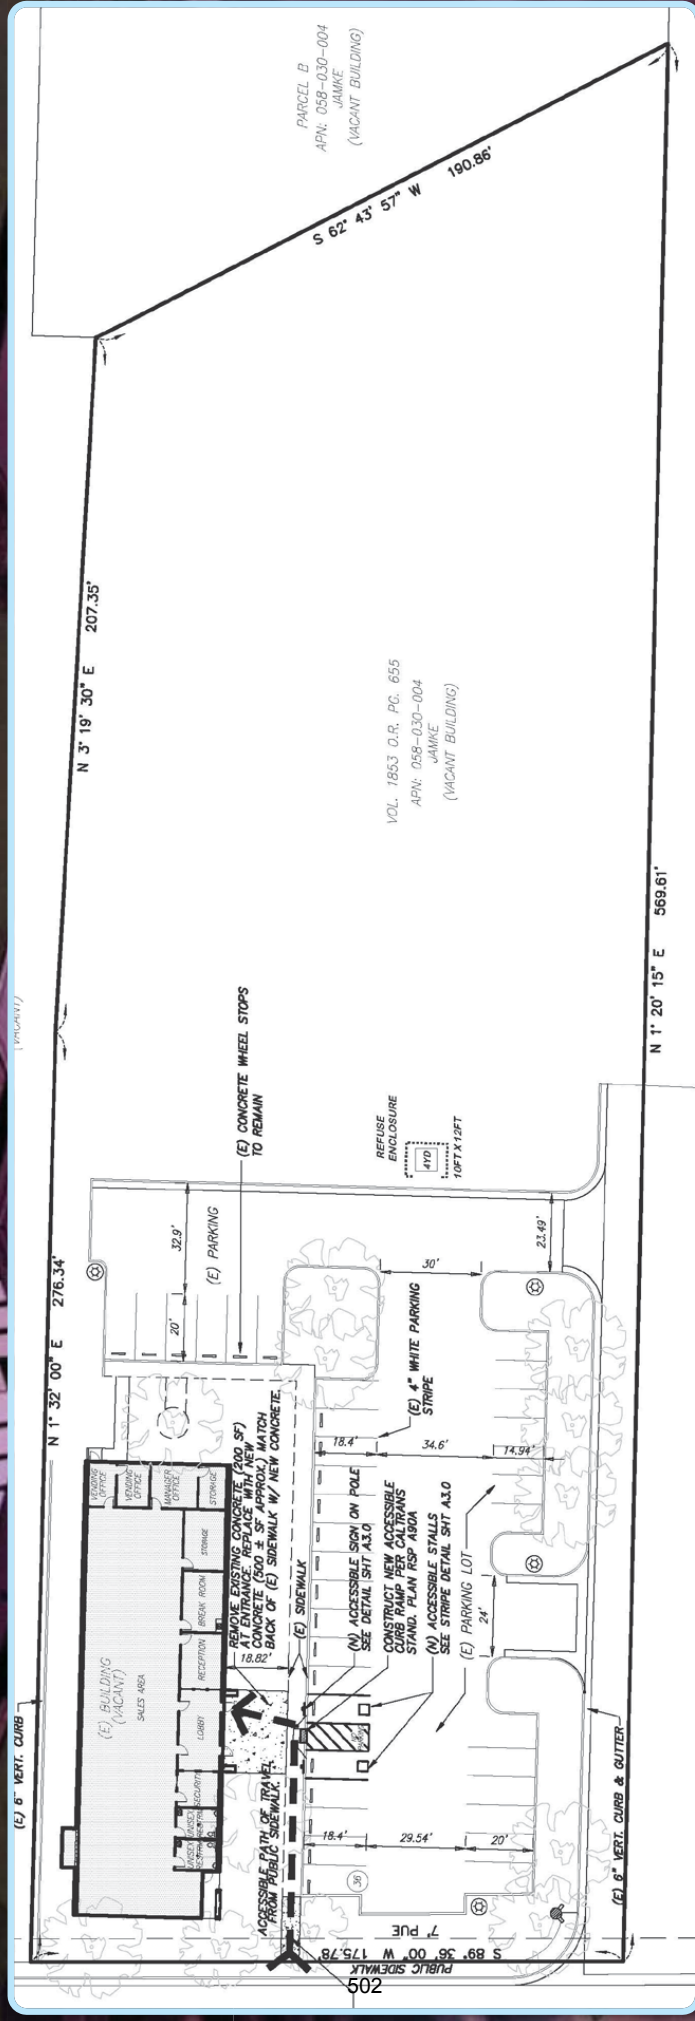 PARCEL B
APN: 058-030-004
JAMKE
(VACANT BUILDING)
S 62° 43' 57" W 190.86'
N 3° 19' 30" E 207.35'
VOL. 1853 O.R. PG. 655
APN: 058-030-004
JAMKE
(VACANT BUILDING)
N 1° 20' 15" E 569.61'
(E) CONCRETE WHEEL STOPS
TO REMAIN
REFUSE
ENCLOSURE
4YD
10FT X 12FT
N 1° 32' 00" E 276.34'
32.9'
(E) PARKING
20'
30'
23.49'
(E) 4" WHITE PARKING
STRIPE
18.4'
34.6'
14.94'
VENDING
OFFICE
VENDING
OFFICE
MANAGER
OFFICE
STORAGE
STORAGE
BREAK ROOM
RECEPTION
LOBBY
SECURITY
UNISEX
UNISEX
(E) BUILDING
(VACANT)
SALES AREA
REMOVE EXISTING CONCRETE (200 SF)
AT ENTRANCE. REPLACE WITH NEW
CONCRETE (500 ± SF APPROX.) MATCH
BACK OF (E) SIDEWALK W/ NEW CONCRETE.
18.82'
(E) SIDEWALK
(N) ACCESSIBLE SIGN ON POLE
SEE DETAIL SHT A3.0
CONSTRUCT NEW ACCESSIBLE
CURB RAMP PER CALTRANS
STAND. PLAN RSP A90A
(N) ACCESSIBLE STALLS
SEE STRIPE DETAIL SHT A3.0
(E) PARKING LOT
24'
(E) 6" VERT. CURB
ACCESSIBLE PATH OF TRAVEL
FROM PUBLIC SIDEWALK.
18.4'
29.54'
20'
36
(E) 6" VERT. CURB & GUTTER
7' PUE
S 89° 36' 00" W 175.78'
PUBLIC SIDEWALK
502